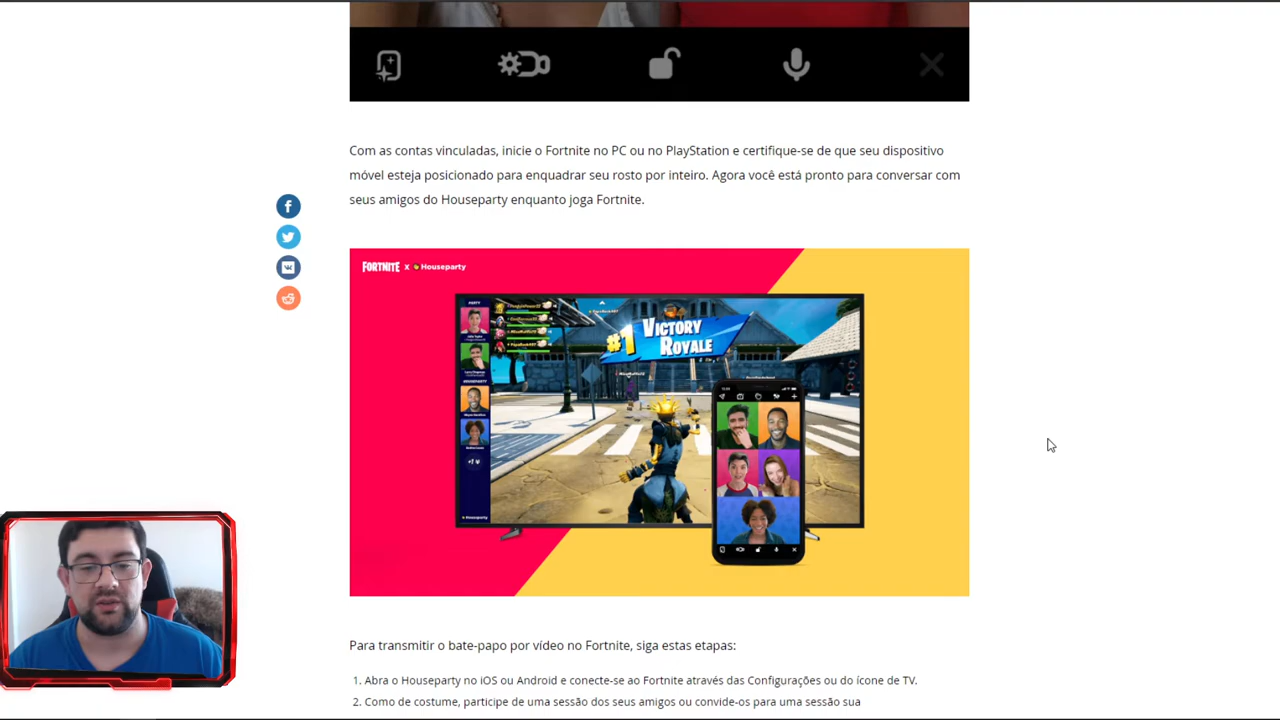 Com as contas vinculadas, inicie o Fortnite no PC ou no PlayStation e certifique-se de que seu dispositivo
móvel esteja posicionado para enquadrar seu rosto por inteiro. Agora você está pronto para conversar com
seus amigos do Houseparty enquanto joga Fortnite.
FORTNITE X Houseparty
#1 VICTORY
ROYALE
Houseparty
Para transmitir o bate-papo por vídeo no Fortnite, siga estas etapas:
1. Abra o Houseparty no iOS ou Android e conecte-se ao Fortnite através das Configurações ou do ícone de TV.
2. Como de costume, participe de uma sessão dos seus amigos ou convide-os para uma sessão sua